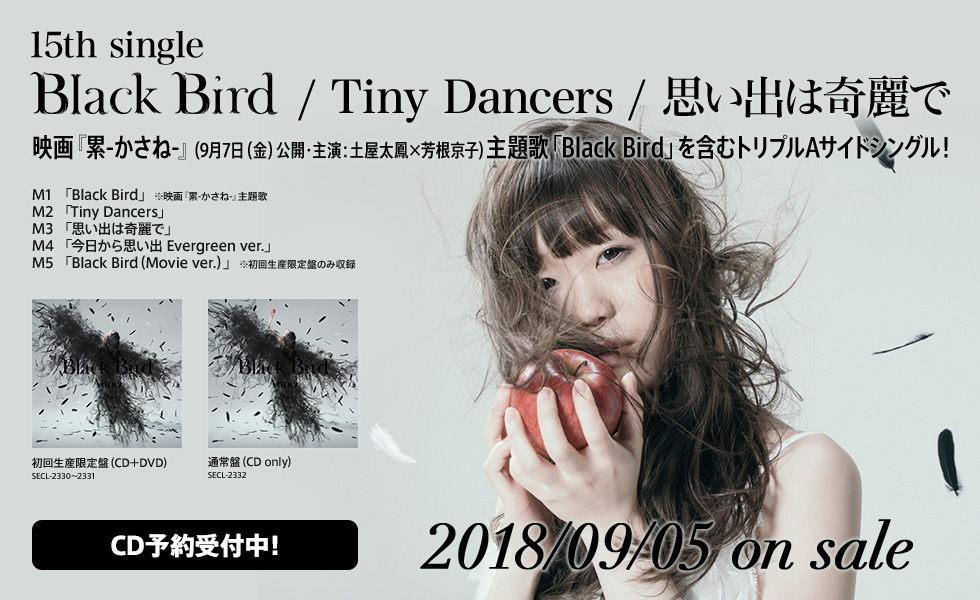 15th single
Black Bird / Tiny Dancers / 思い出は奇麗で
映画『累-かさね-』 (9月7日(金)公開・主演:土屋太鳳×芳根京子) 主題歌「Black Bird」を含むトリプルAサイドシングル!
M1 「Black Bird」 ※映画『累-かさね-』主題歌
M2 「Tiny Dancers」
M3 「思い出は奇麗で」
M4 「今日から思い出 Evergreen ver.」
M5 「Black Bird (Movie ver.) 」 ※初回生産限定盤のみ収録
Black Bird
Aimer
Black Bird
Aimer
初回生産限定盤 (CD+DVD)
SECL-2330~2331
通常盤 (CD only)
SECL-2332
CD予約受付中!
2018/09/05 on sale